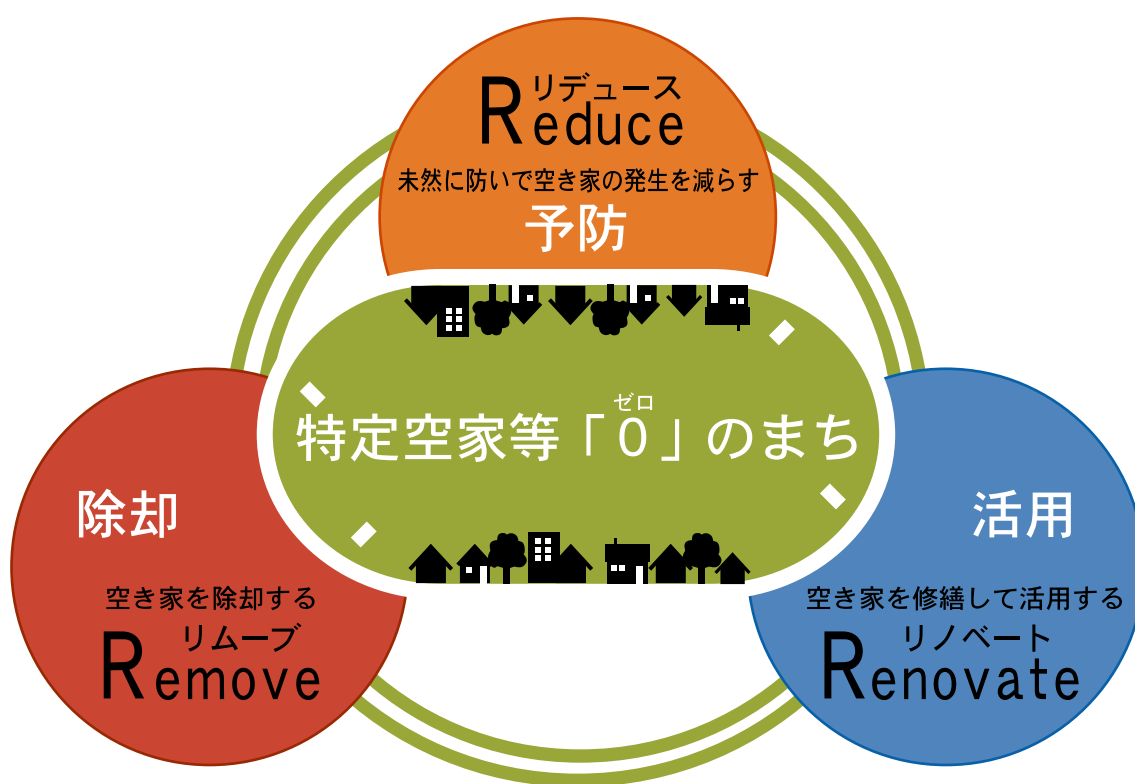 リデュース
Reduce
未然に防いで空き家の発生を減らす
予防
ゼロ
特定空家等「0」のまち
除却
空き家を除却する
リムーブ
Remove
活用
空き家を修繕して活用する
リノベート
Renovate